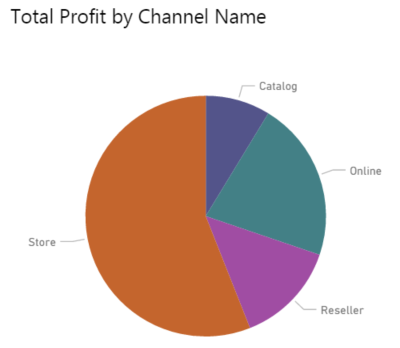 Total Profit by Channel Name
Catalog
Online
Store
Reseller